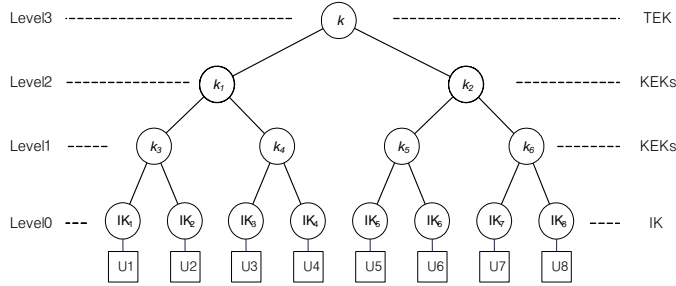 Level3 k TEK
Level2 k1 k2 KEKs
Level1 k3 k4 k5 k6 KEKs
Level0 IK1 IK2 IK3 IK4 IK5 IK6 IK7 IK8 IK
U1 U2 U3 U4 U5 U6 U7 U8